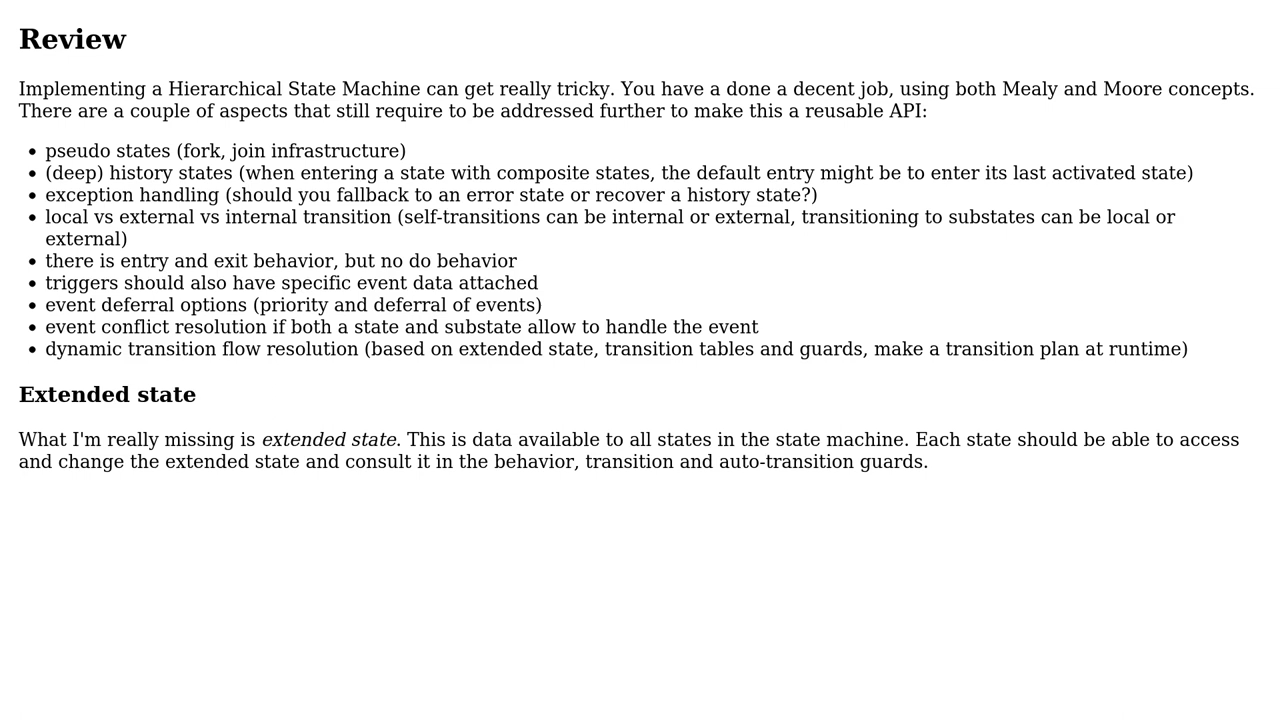 Review
Implementing a Hierarchical State Machine can get really tricky. You have a done a decent job, using both Mealy and Moore concepts.
There are a couple of aspects that still require to be addressed further to make this a reusable API:
• pseudo states (fork, join infrastructure)
• (deep) history states (when entering a state with composite states, the default entry might be to enter its last activated state)
• exception handling (should you fallback to an error state or recover a history state?)
• local vs external vs internal transition (self-transitions can be internal or external, transitioning to substates can be local or
external)
• there is entry and exit behavior, but no do behavior
• triggers should also have specific event data attached
• event deferral options (priority and deferral of events)
• event conflict resolution if both a state and substate allow to handle the event
• dynamic transition flow resolution (based on extended state, transition tables and guards, make a transition plan at runtime)
Extended state
What I'm really missing is extended state. This is data available to all states in the state machine. Each state should be able to access
and change the extended state and consult it in the behavior, transition and auto-transition guards.